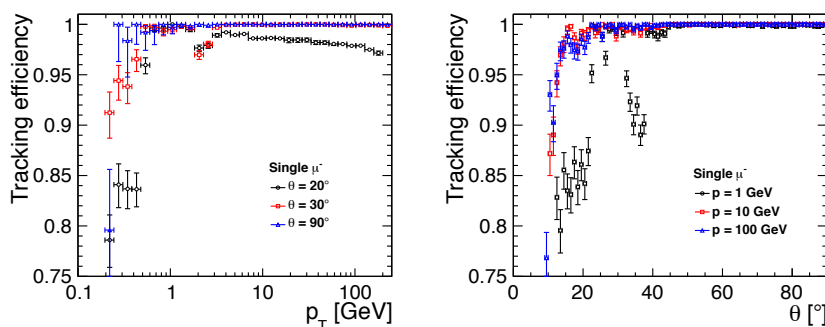 Tracking efficiency
1
0.95
0.9
0.85
0.8
0.75
Single μ⁻
θ = 20°
θ = 30°
θ = 90°
0.1 1 10 100
p_T [GeV]
Tracking efficiency
1
0.95
0.9
0.85
0.8
0.75
Single μ⁻
p = 1 GeV
p = 10 GeV
p = 100 GeV
0 20 40 60 80
θ [°]